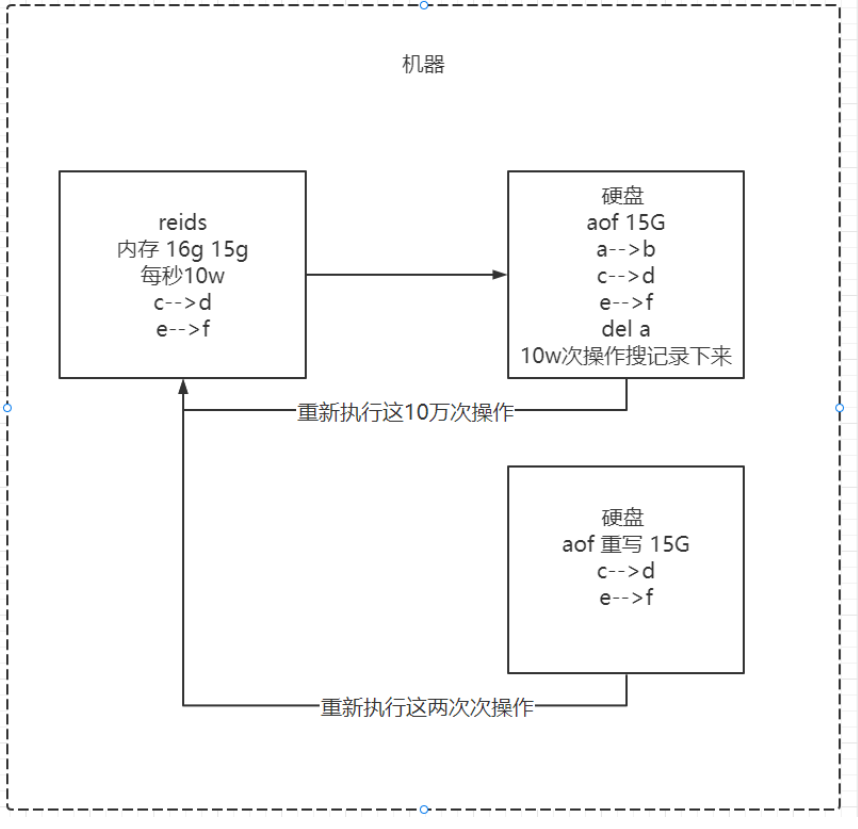 机器
reids
内存 16g 15g
每秒10w
c-->d
e-->f
硬盘
aof 15G
a-->b
c-->d
e-->f
del a
10w次操作搜记录下来
重新执行这10万次操作
硬盘
aof 重写 15G
c-->d
e-->f
重新执行这两次次操作